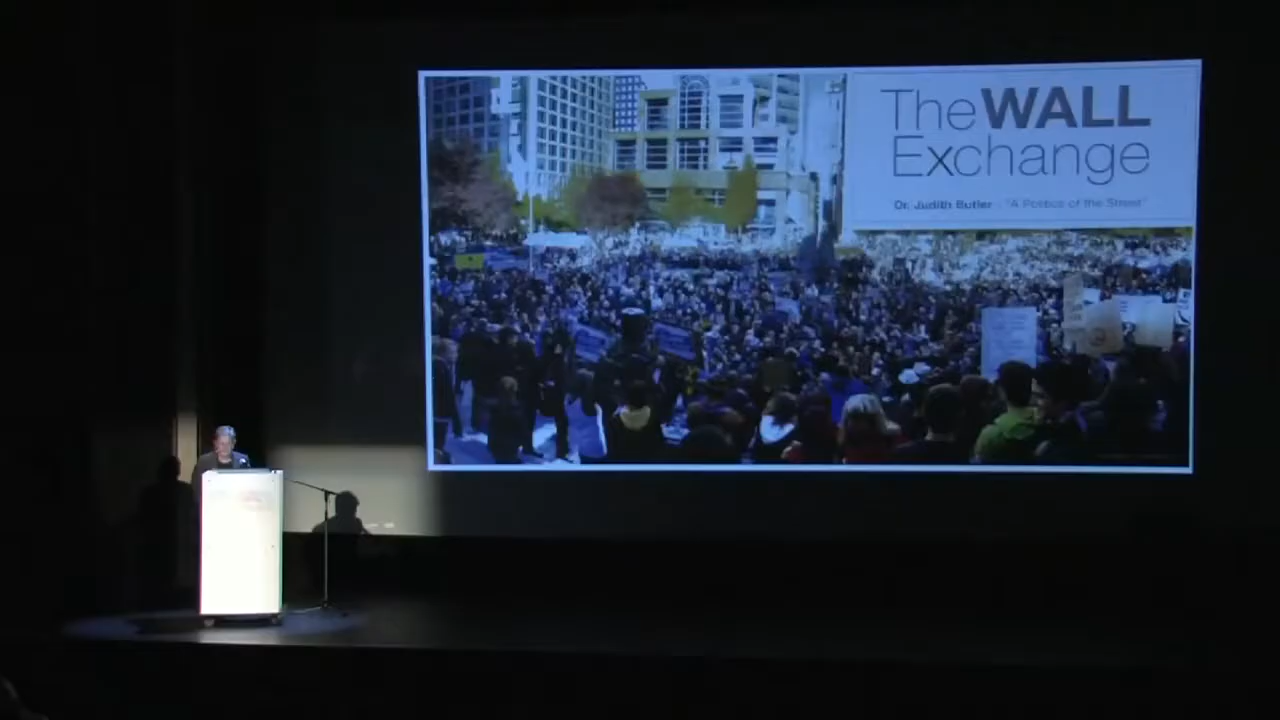 The WALL
Exchange
Dr. Judith Butler - "A Politics of the Street"